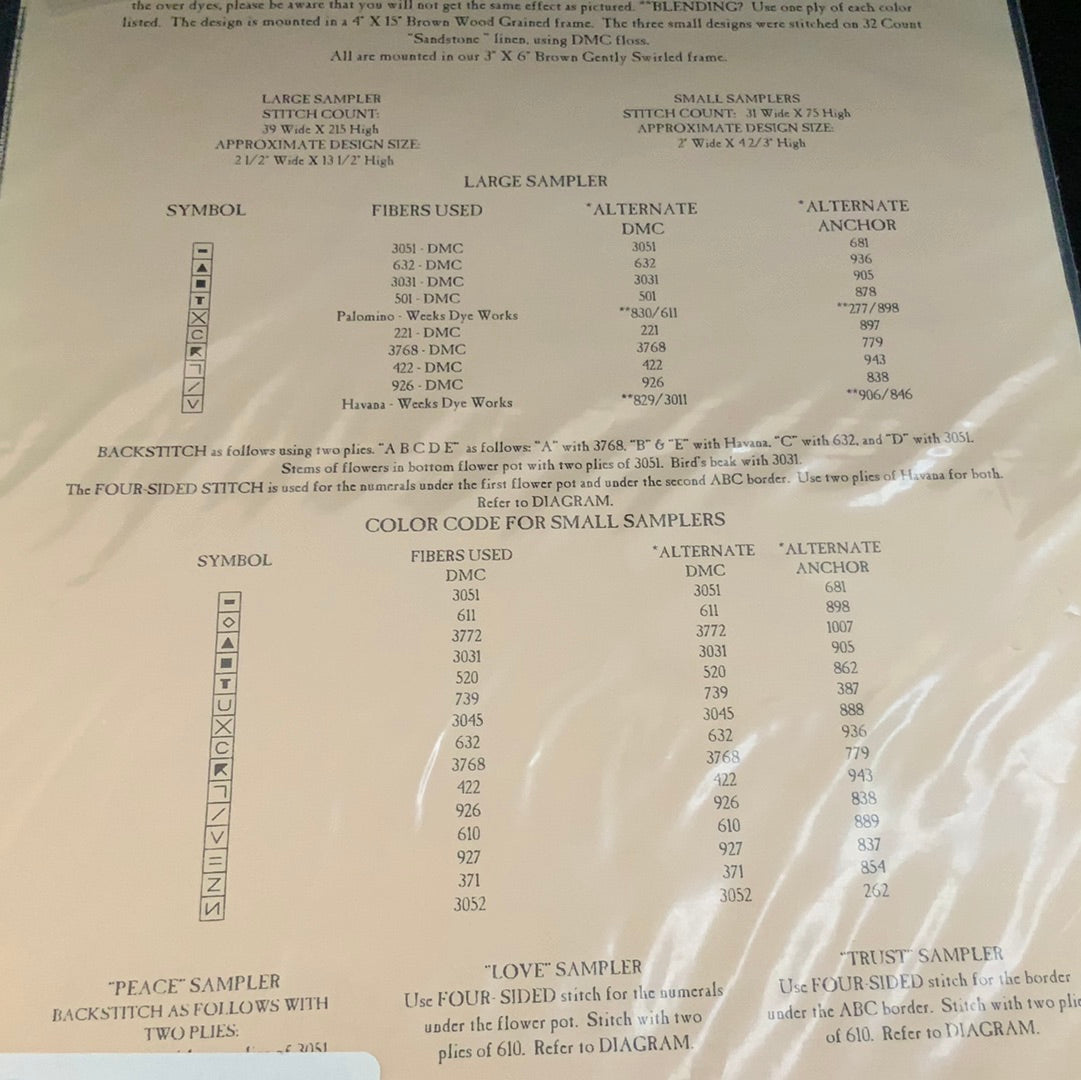 the over dyes, please be aware that you will not get the same effect as pictured. **BLENDING? Use one ply of each color
listed. The design is mounted in a 4" X 15" Brown Wood Grained frame. The three small designs were stitched on 32 Count
"Sandstone" linen, using DMC floss.
All are mounted in our 3" X 6" Brown Gently Swirled frame.
LARGE SAMPLER
STITCH COUNT:
39 Wide X 215 High
APPROXIMATE DESIGN SIZE:
2 1/2" Wide X 13 1/2" High
SMALL SAMPLERS
STITCH COUNT: 31 Wide X 75 High
APPROXIMATE DESIGN SIZE:
2" Wide X 4 2/3" High
LARGE SAMPLER
SYMBOL FIBERS USED *ALTERNATE *ALTERNATE
DMC ANCHOR
3051 - DMC 3051 681
632 - DMC 632 936
3031 - DMC 3031 905
T 501 - DMC 501 878
X Palomino - Weeks Dye Works **830/611 **277/898
C 221 - DMC 221 897
3768 - DMC 3768 779
422 - DMC 422 943
/ 926 - DMC 926 838
V Havana - Weeks Dye Works **829/3011 **906/846
BACKSTITCH as follows using two plies. "A B C D E" as follows: "A" with 3768, "B" & "E" with Havana, "C" with 632, and "D" with 3051.
Stems of flowers in bottom flower pot with two plies of 3051. Bird's beak with 3031.
The FOUR-SIDED STITCH is used for the numerals under the first flower pot and under the second ABC border. Use two plies of Havana for both.
Refer to DIAGRAM.
COLOR CODE FOR SMALL SAMPLERS
SYMBOL FIBERS USED *ALTERNATE *ALTERNATE
DMC DMC ANCHOR
3051 3051 681
611 611 898
3772 3772 1007
3031 3031 905
T 520 520 862
U 739 739 387
X 3045 3045 888
C 632 632 936
3768 3768 779
422 422 943
/ 926 926 838
V 610 610 889
927 927 837
Z 371 371 854
И 3052 3052 262
"PEACE" SAMPLER
BACKSTITCH AS FOLLOWS WITH
TWO PLIES:
of 3051
"LOVE" SAMPLER
Use FOUR-SIDED stitch for the numerals
under the flower pot. Stitch with two
plies of 610. Refer to DIAGRAM.
"TRUST" SAMPLER
Use FOUR-SIDED stitch for the border
under the ABC border. Stitch with two plie
of 610. Refer to DIAGRAM.